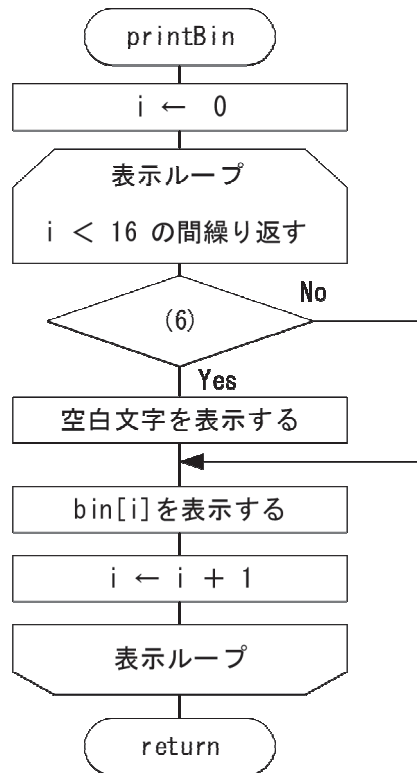 printBin
i ← 0
表示ループ
i < 16 の間繰り返す
(6)
No
Yes
空白文字を表示する
bin[i]を表示する
i ← i + 1
表示ループ
return